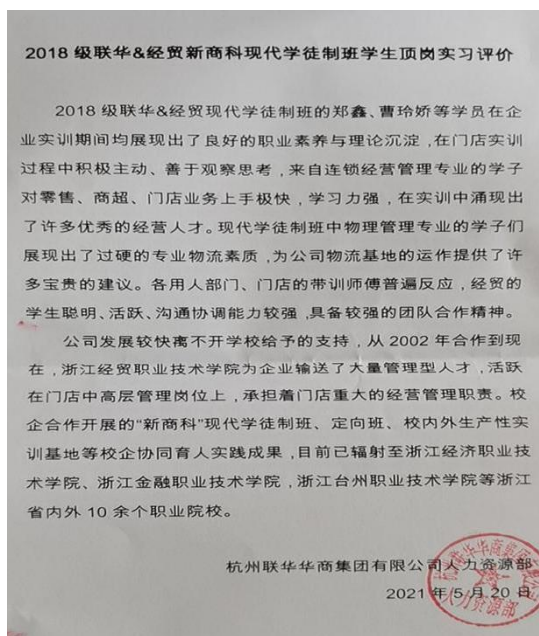 2018 级联华&经贸新商科现代学徒制班学生顶岗实习评价
2018 级联华&经贸现代学徒制班的郑鑫、曹玲娇等学员在企
业实训期间均展现出了良好的职业素养与理论沉淀，在门店实训
过程中积极主动、善于观察思考，来自连锁经营管理专业的学子
对零售、商超、门店业务上手极快，学习力强，在实训中涌现出
了许多优秀的经营人才。现代学徒制班中物理管理专业的学子们
展现出了过硬的专业物流素质，为公司物流基地的运作提供了许
多宝贵的建议。各用人部门、门店的带训师傅普遍反应，经贸的
学生聪明、活跃、沟通协调能力较强，具备较强的团队合作精神。
公司发展较快离不开学校给予的支持，从 2002 年合作到现
在，浙江经贸职业技术学院为企业输送了大量管理型人才，活跃
在门店中高层管理岗位上，承担着门店重大的经营管理职责。校
企合作开展的“新商科”现代学徒制班、定向班、校内外生产性实
训基地等校企协同育人实践成果，目前已辐射至浙江经济职业技
术学院、浙江金融职业技术学院，浙江台州职业技术学院等浙江
省内外 10 余个职业院校。
杭州联华华商集团有限公司人力资源部
2021 年 5 月 20 日
人力资源部